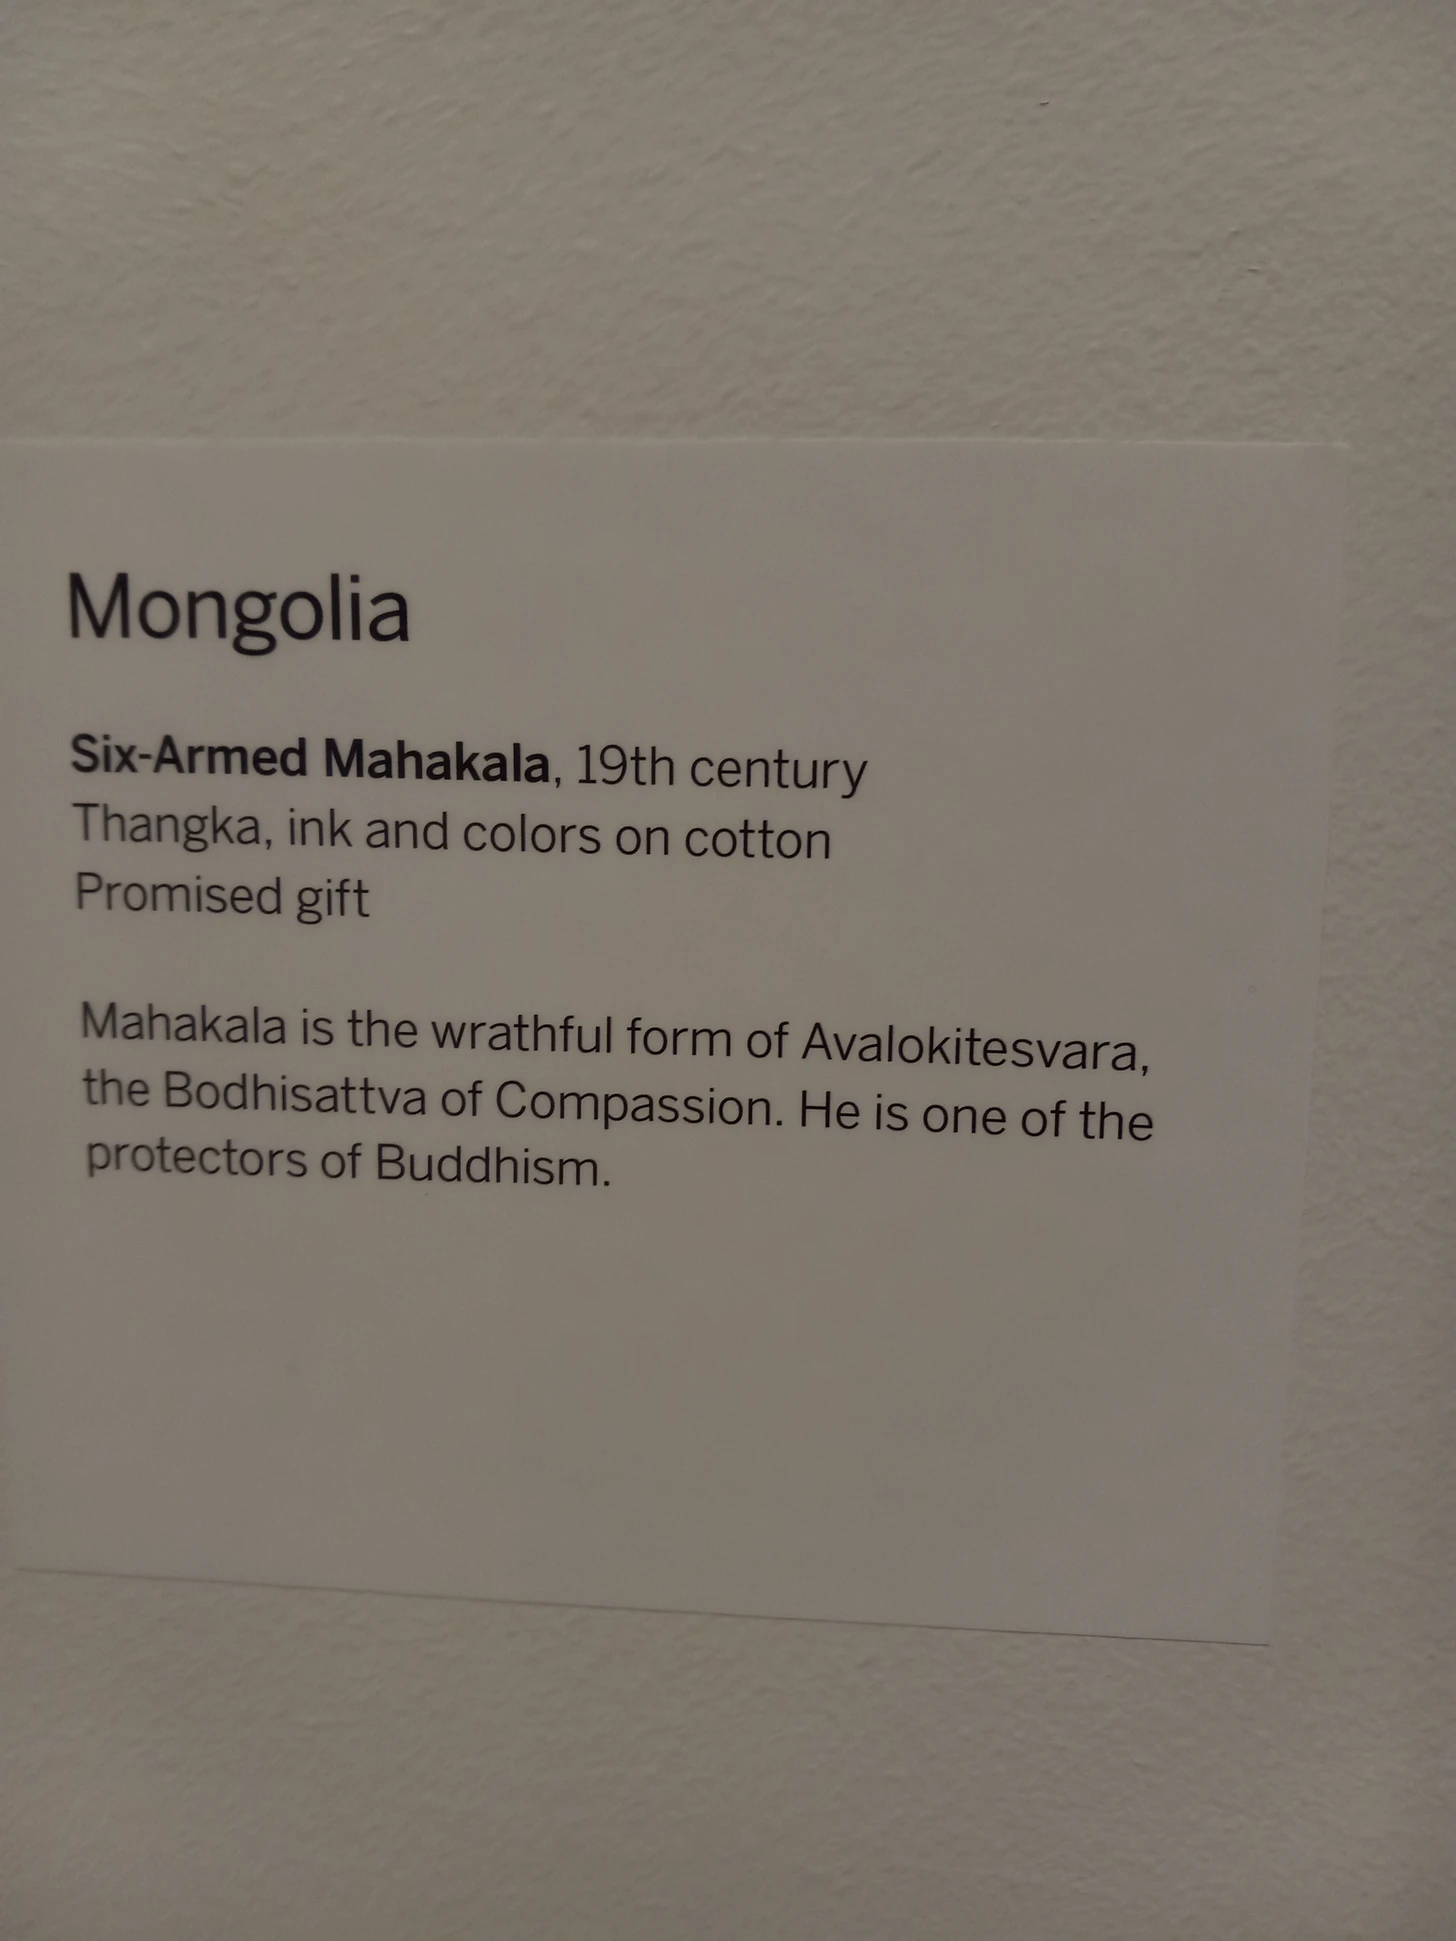 Mongolia
Six-Armed Mahakala, 19th century
Thangka, ink and colors on cotton
Promised gift
Mahakala is the wrathful form of Avalokitesvara,
the Bodhisattva of Compassion. He is one of the
protectors of Buddhism.